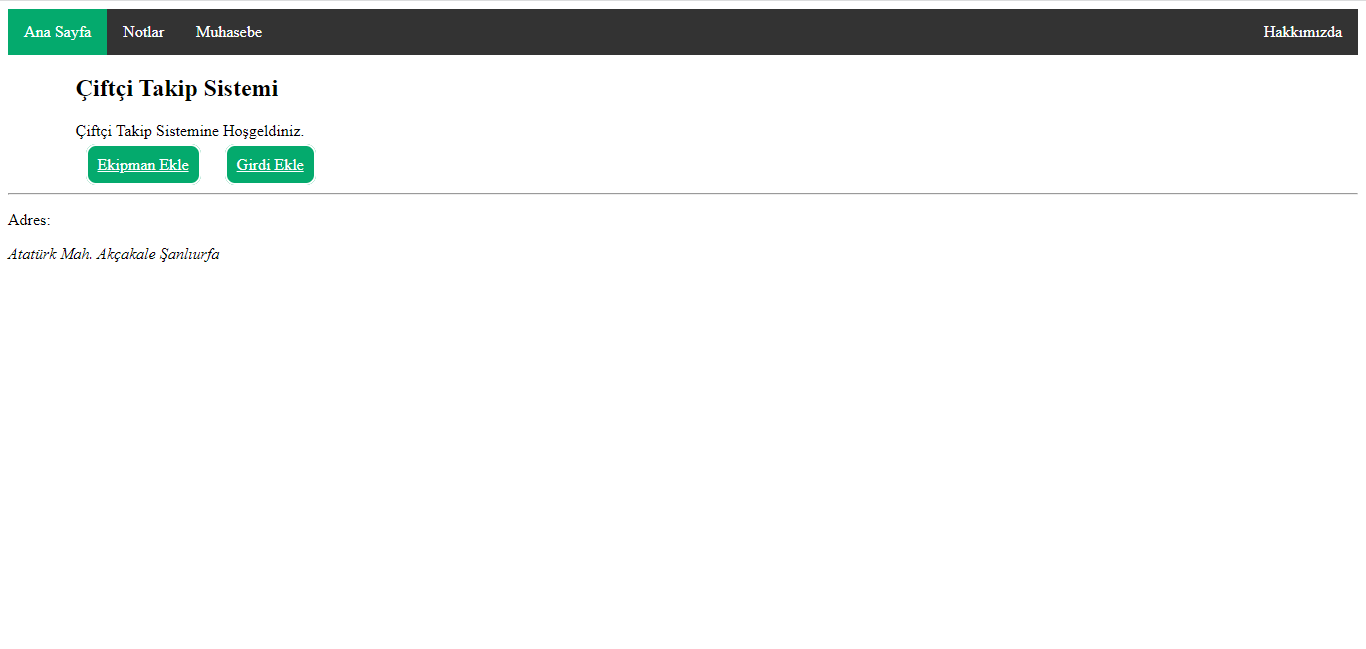 Ana Sayfa Notlar Muhasebe Hakkımızda
Çiftçi Takip Sistemi
Çiftçi Takip Sistemine Hoşgeldiniz.
Ekipman Ekle Girdi Ekle
Adres:
Atatürk Mah. Akçakale Şanlıurfa